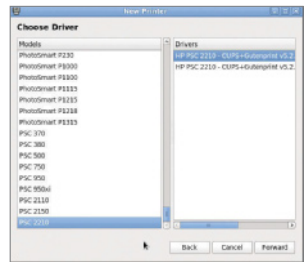 New Printer
Choose Driver
Models
PhotoSmart P230
PhotoSmart P1000
PhotoSmart P1100
PhotoSmart P1115
PhotoSmart P1215
PhotoSmart P1218
PhotoSmart P1315
PSC 370
PSC 380
PSC 500
PSC 750
PSC 950
PSC 950xi
PSC 2110
PSC 2150
PSC 2210
Drivers
HP PSC 2210 - CUPS+Gutenprint v5.2.
HP PSC 2210 - CUPS+Gutenprint v5.2.
Back
Cancel
Forward